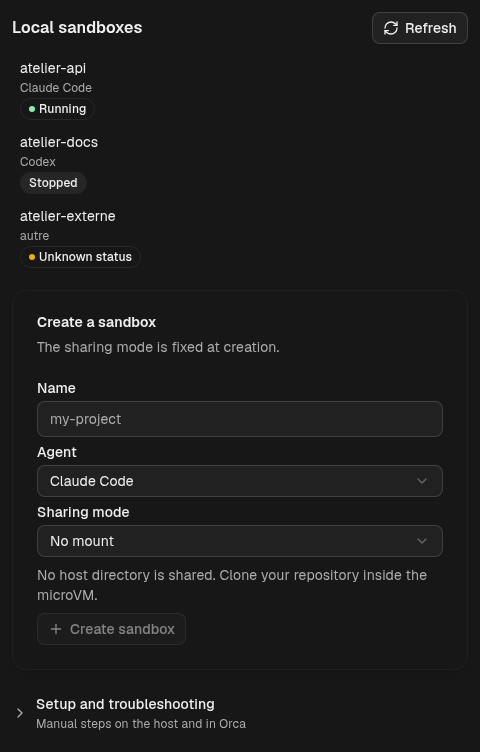 Local sandboxes
Refresh
atelier-api
Claude Code
Running
atelier-docs
Codex
Stopped
atelier-externe
autre
Unknown status
Create a sandbox
The sharing mode is fixed at creation.
Name
my-project
Agent
Claude Code
Sharing mode
No mount
No host directory is shared. Clone your repository inside the
microVM.
Create sandbox
Setup and troubleshooting
Manual steps on the host and in Orca